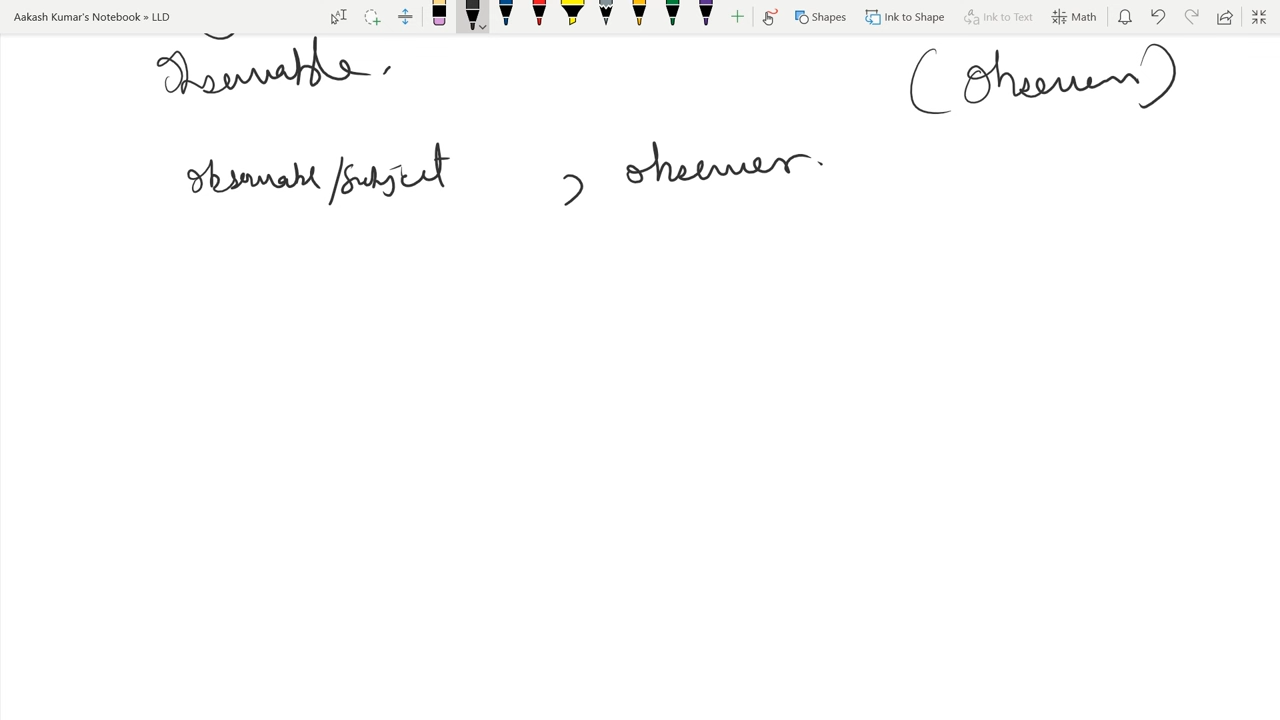 Aakash Kumar's Notebook » LLD
Shapes Ink to Shape Ink to Text Math
Observable. (Observer)
Observable/Subject , observer.